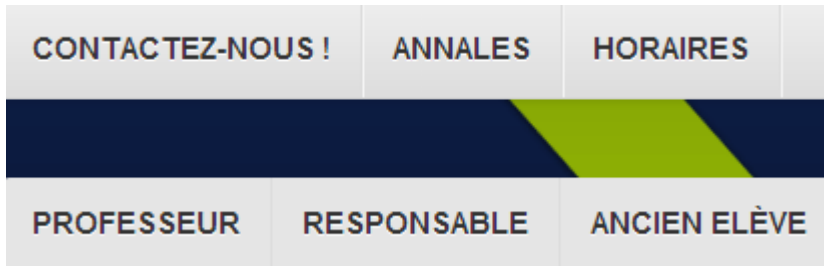 CONTACTEZ-NOUS ! ANNALES HORAIRES
PROFESSEUR RESPONSABLE ANCIEN ELÈVE